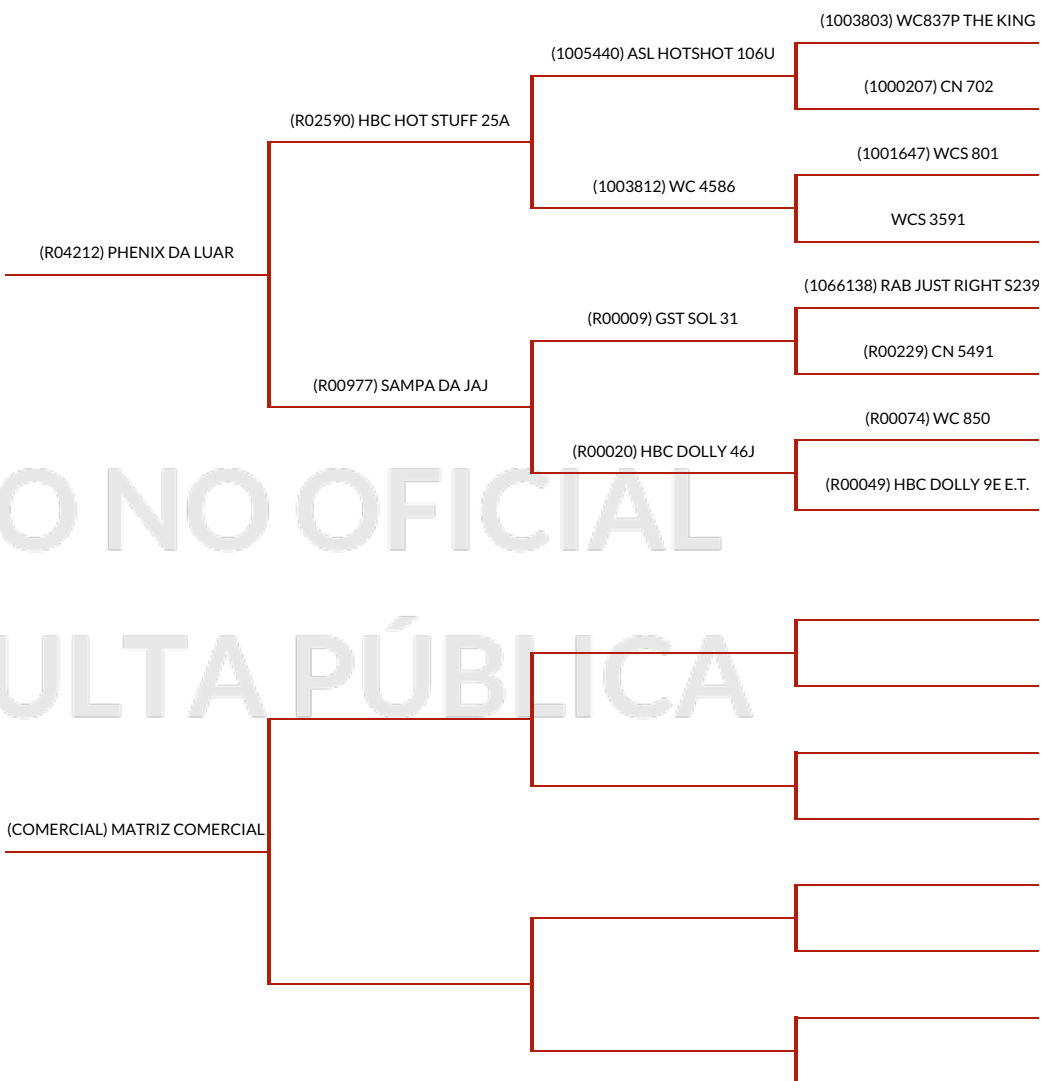 (1003803) WC837P THE KING
(1005440) ASL HOTSHOT 106U
(1000207) CN 702
(R02590) HBC HOT STUFF 25A
(1001647) WCS 801
(1003812) WC 4586
WCS 3591
(R04212) PHENIX DA LUAR
(1066138) RAB JUST RIGHT S239
(R00009) GST SOL 31
(R00229) CN 5491
(R00977) SAMPA DA JAJ
(R00074) WC 850
(R00020) HBC DOLLY 46J
(R00049) HBC DOLLY 9E E.T.
O NO OFICIAL
ULTA PÚBLICA
(COMERCIAL) MATRIZ COMERCIAL